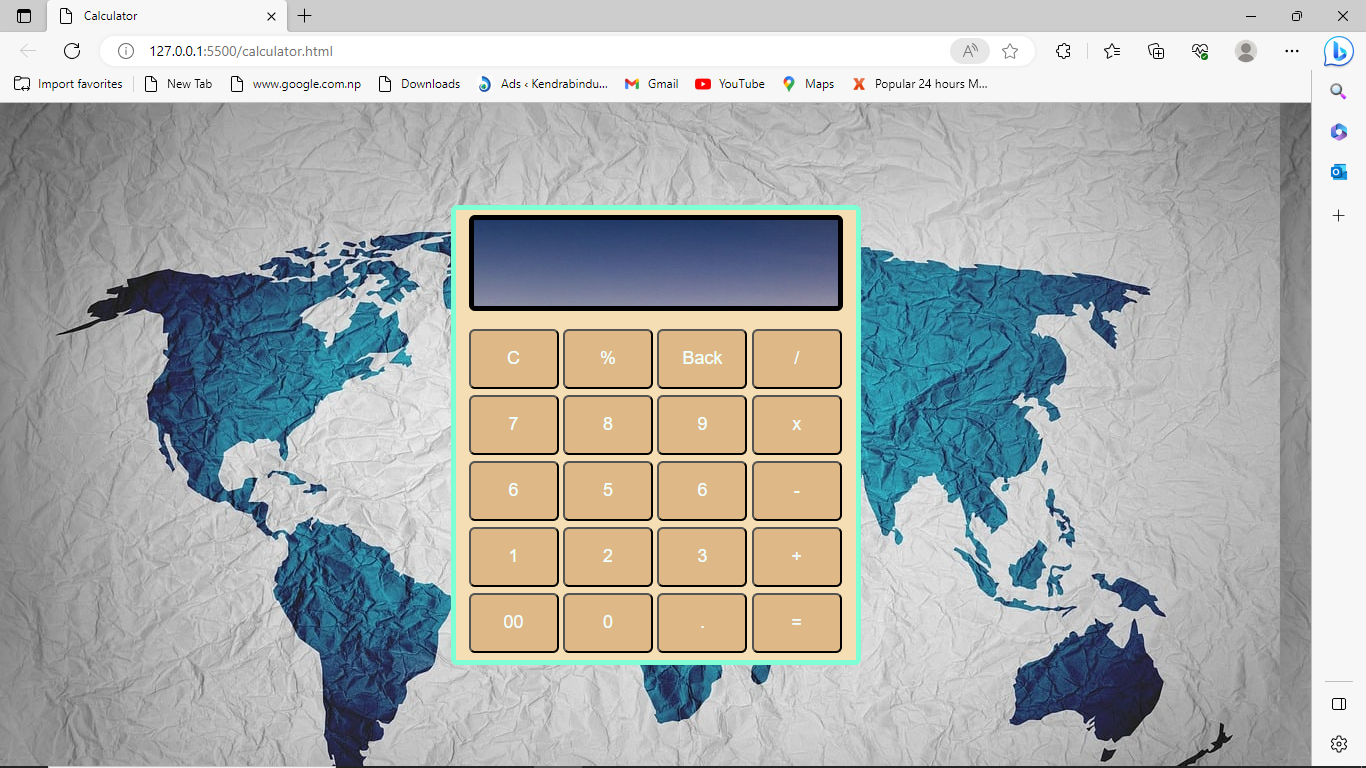 Calculator
127.0.0.1:5500/calculator.html
Import favorites New Tab www.google.com.np Downloads Ads ‹ Kendrabindu... Gmail YouTube Maps Popular 24 hours M...
C % Back /
7 8 9 x
6 5 6 -
1 2 3 +
00 0 . =